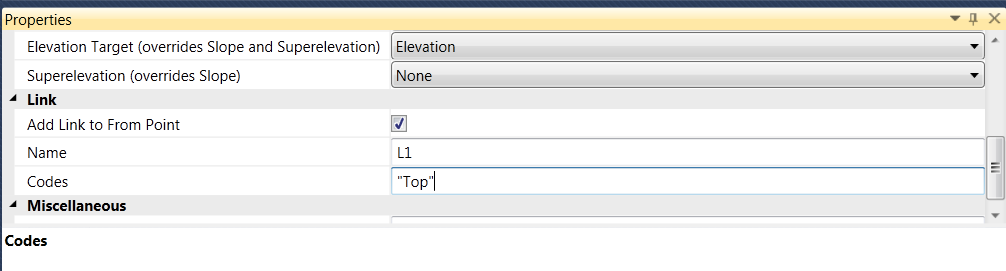 Properties
Elevation Target (overrides Slope and Superelevation) Elevation
Superelevation (overrides Slope) None
Link
Add Link to From Point
Name L1
Codes "Top"
Miscellaneous
Codes